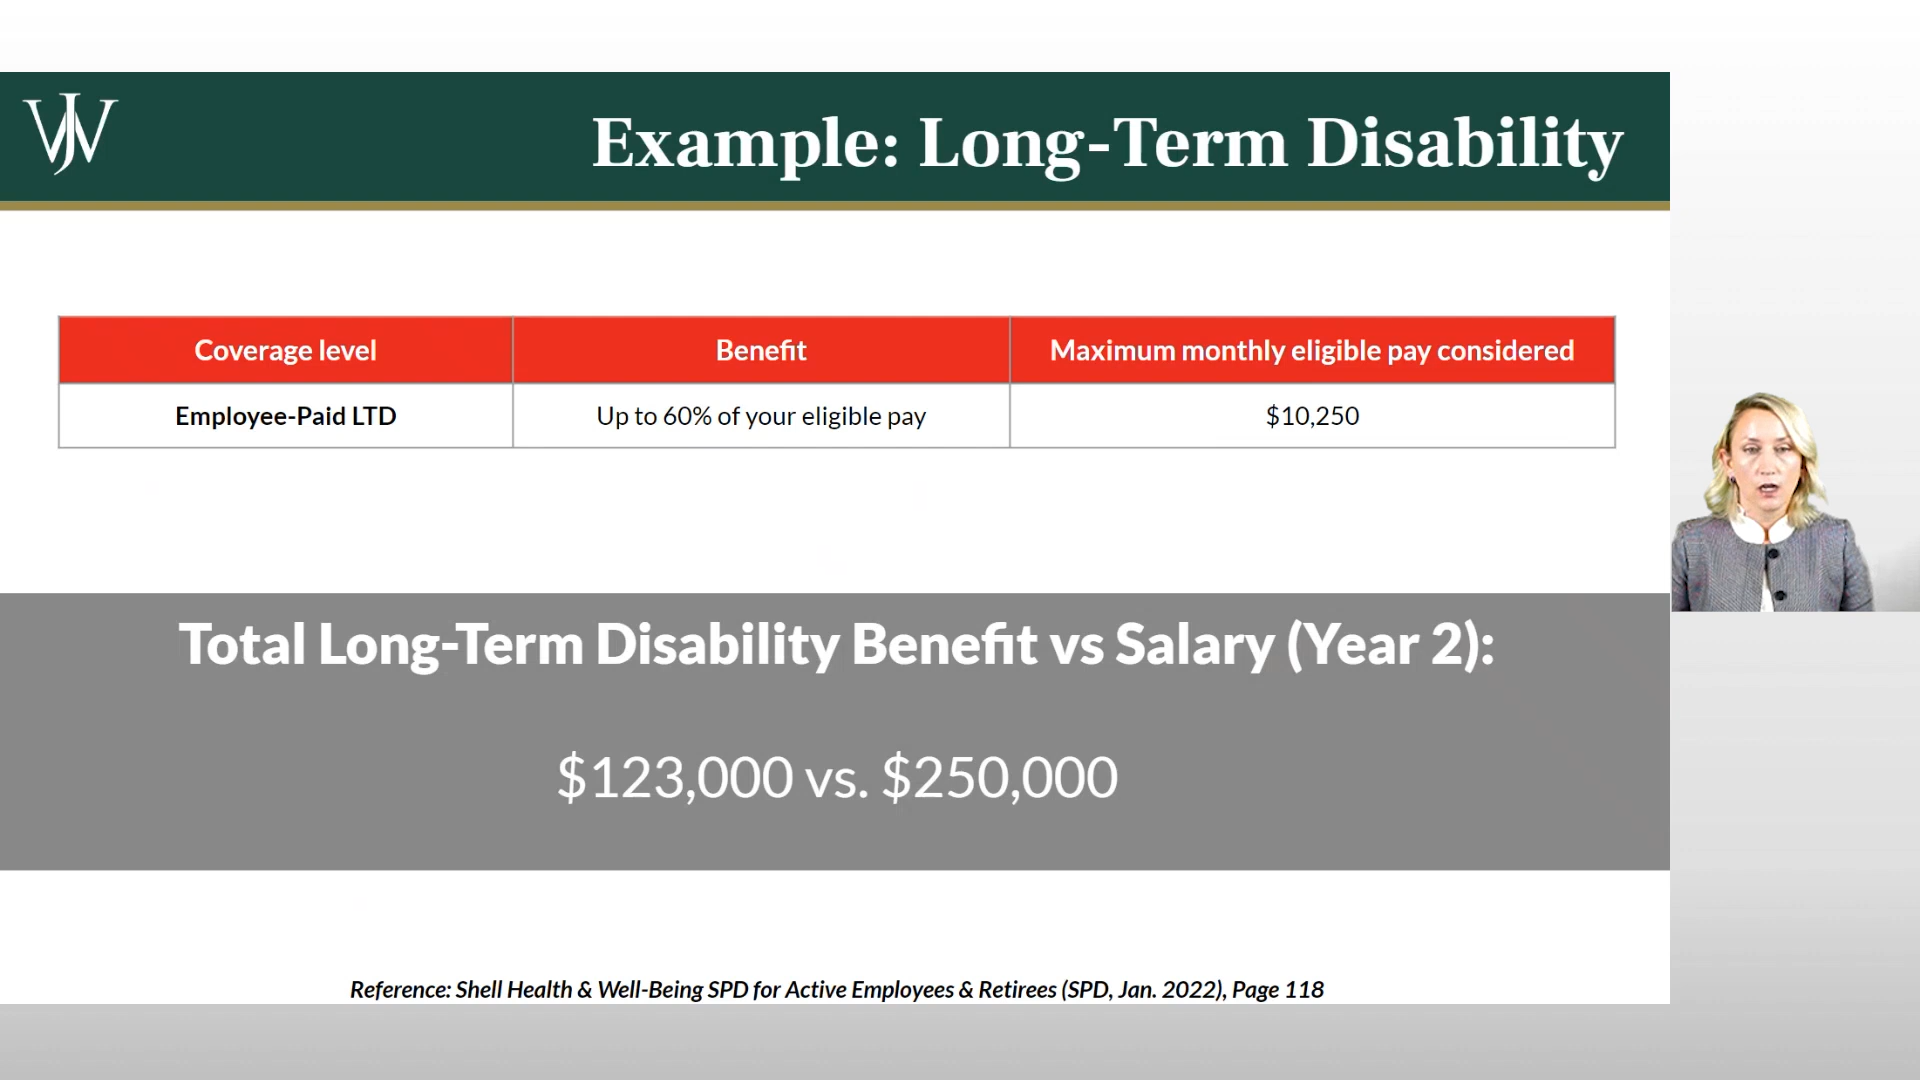 WJ
Example: Long-Term Disability
Coverage level
Benefit
Maximum monthly eligible pay considered
Employee-Paid LTD
Up to 60% of your eligible pay
$10,250
Total Long-Term Disability Benefit vs Salary (Year 2):
$123,000 vs. $250,000
Reference: Shell Health & Well-Being SPD for Active Employees & Retirees (SPD, Jan. 2022), Page 118